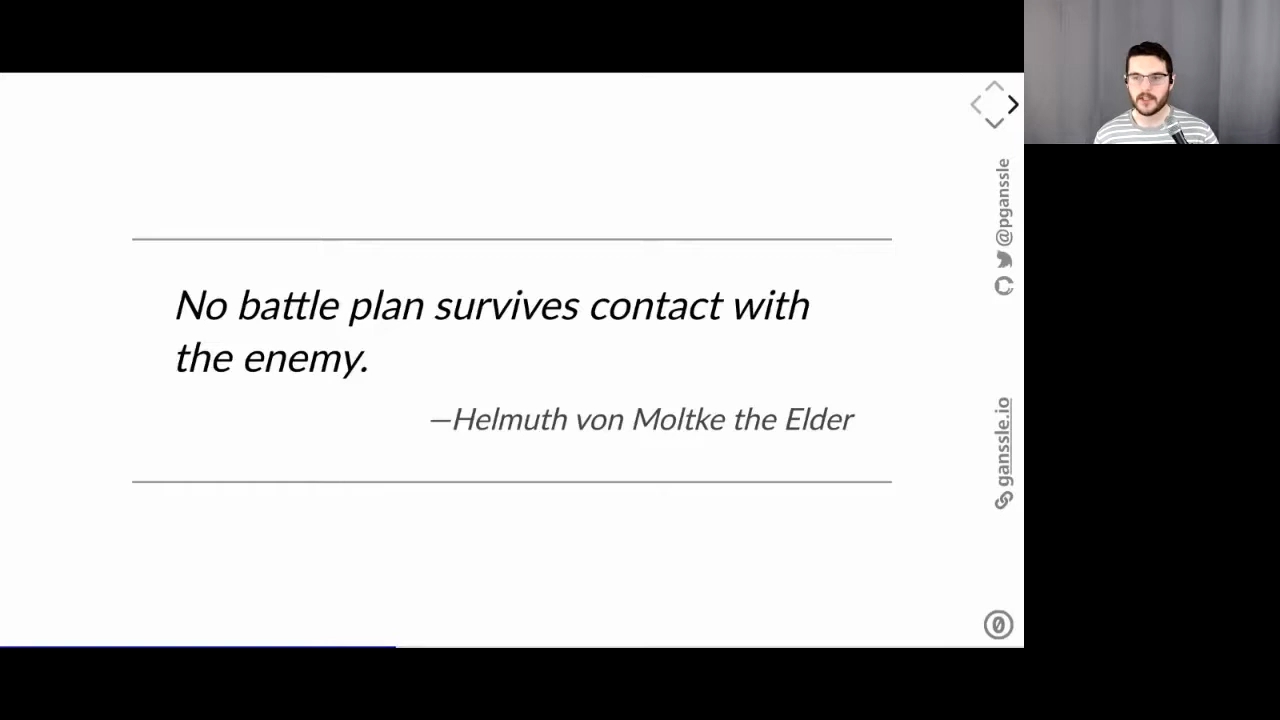 No battle plan survives contact with
the enemy.
—Helmuth von Moltke the Elder
@pganssle
ganssle.io